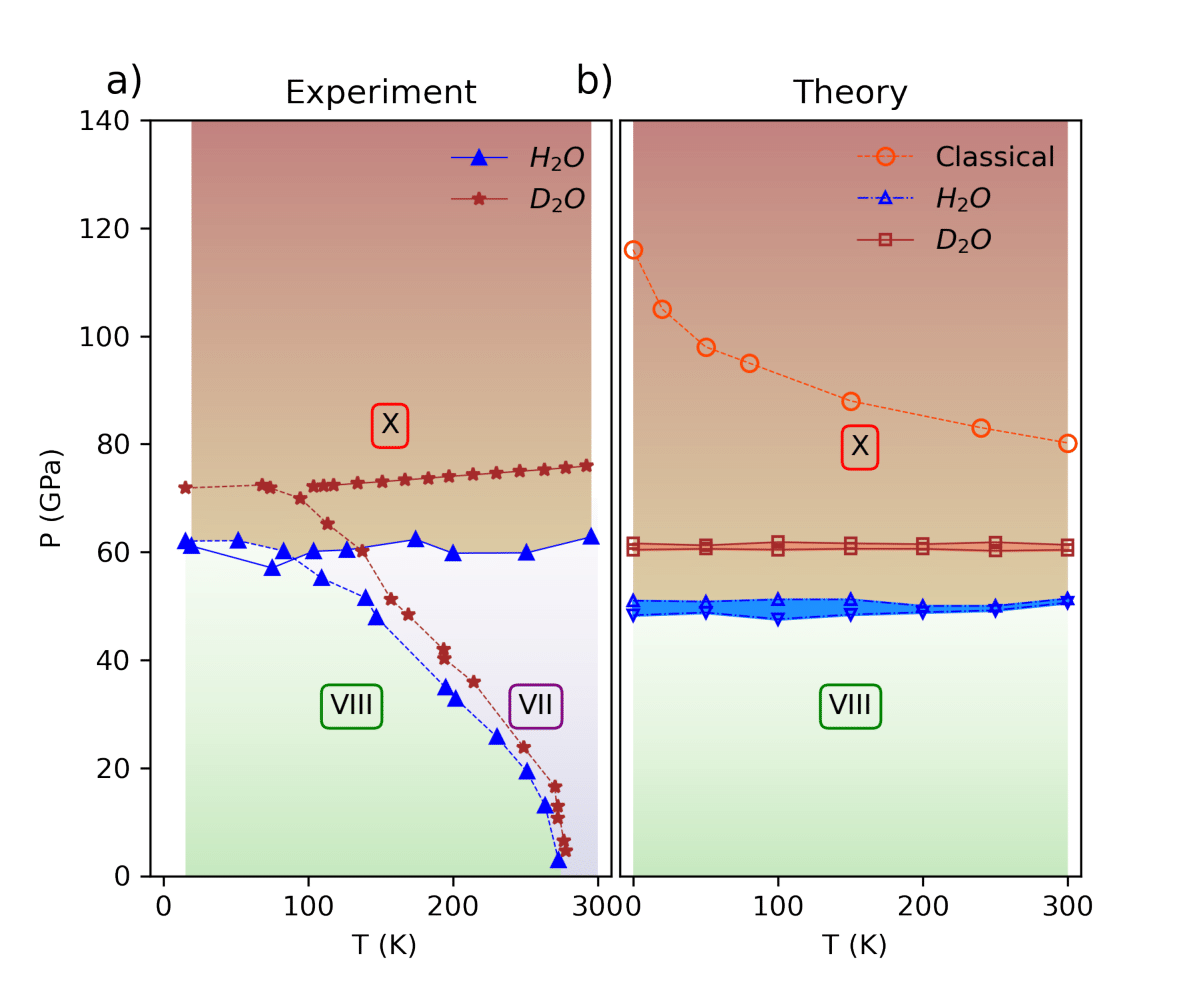 a)
Experiment
H₂O
D₂O
X
VIII
VII
P (GPa)
140
120
100
80
60
40
20
0
0 100 200 300
T (K)
b)
Theory
Classical
H₂O
D₂O
X
VIII
0 100 200 300
T (K)